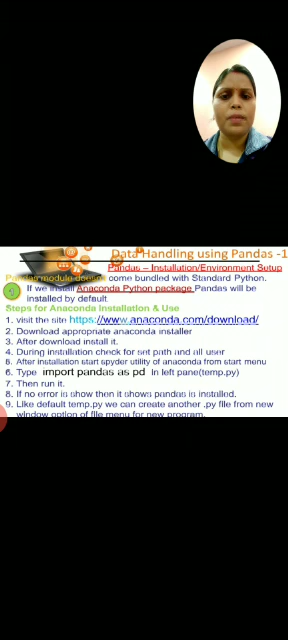 Data Handling using Pandas -1
Pandas – Installation/Environment Setup
Pandas module doesn't come bundled with Standard Python.
If we install Anaconda Python package Pandas will be
installed by default.
Steps for Anaconda Installation & Use
1. visit the site https://www.anaconda.com/download/
2. Download appropriate anaconda installer
3. After download install it.
4. During installation check for set path and all user
5. After installation start spyder utility of anaconda from start menu
6. Type import pandas as pd In left pane(temp.py)
7. Then run it.
8. If no error is show then it shows pandas is installed.
9. Like default temp.py we can create another .py file from new
window option of file menu for new program.